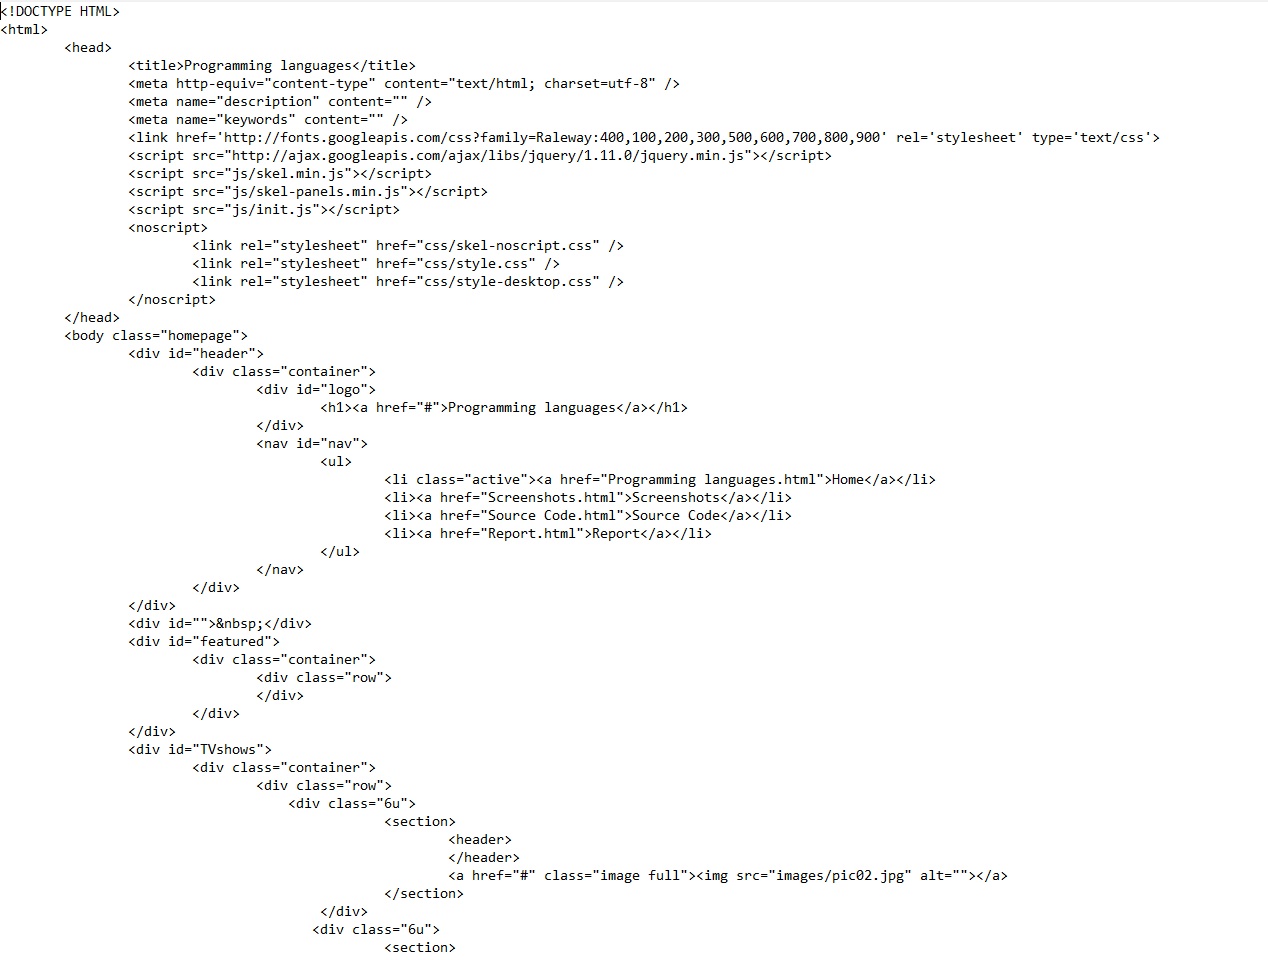 <!DOCTYPE HTML>
<html>
	<head>
		<title>Programming languages</title>
		<meta http-equiv="content-type" content="text/html; charset=utf-8" />
		<meta name="description" content="" />
		<meta name="keywords" content="" />
		<link href='http://fonts.googleapis.com/css?family=Raleway:400,100,200,300,500,600,700,800,900' rel='stylesheet' type='text/css'>
		<script src="http://ajax.googleapis.com/ajax/libs/jquery/1.11.0/jquery.min.js"></script>
		<script src="js/skel.min.js"></script>
		<script src="js/skel-panels.min.js"></script>
		<script src="js/init.js"></script>
		<noscript>
			<link rel="stylesheet" href="css/skel-noscript.css" />
			<link rel="stylesheet" href="css/style.css" />
			<link rel="stylesheet" href="css/style-desktop.css" />
		</noscript>
	</head>
	<body class="homepage">
		<div id="header">
			<div class="container">
				<div id="logo">
					<h1><a href="#">Programming languages</a></h1>
				</div>
				<nav id="nav">
					<ul>
						<li class="active"><a href="Programming languages.html">Home</a></li>
						<li><a href="Screenshots.html">Screenshots</a></li>
						<li><a href="Source Code.html">Source Code</a></li>
						<li><a href="Report.html">Report</a></li>
					</ul>
				</nav>
			</div>
		</div>
		<div id="">&nbsp;</div>
		<div id="featured">
			<div class="container">
				<div class="row">
				</div>
			</div>
		</div>
		<div id="TVshows">
			<div class="container">
				<div class="row">
				    <div class="6u">
						<section>
							<header>
							</header>
							<a href="#" class="image full"><img src="images/pic02.jpg" alt=""></a>
						</section>
					</div>
				       <div class="6u">
						<section>